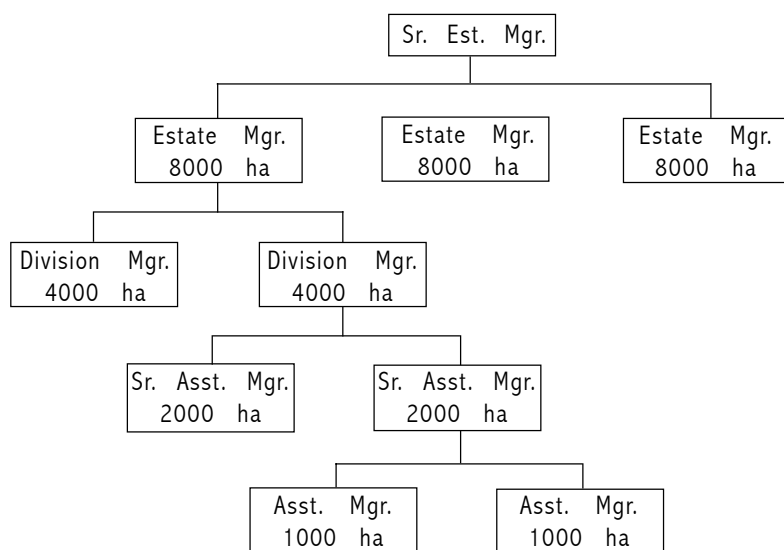 Sr. Est. Mgr.
Estate Mgr.
8000 ha
Estate Mgr.
8000 ha
Estate Mgr.
8000 ha
Division Mgr.
4000 ha
Division Mgr.
4000 ha
Sr. Asst. Mgr.
2000 ha
Sr. Asst. Mgr.
2000 ha
Asst. Mgr.
1000 ha
Asst. Mgr.
1000 ha